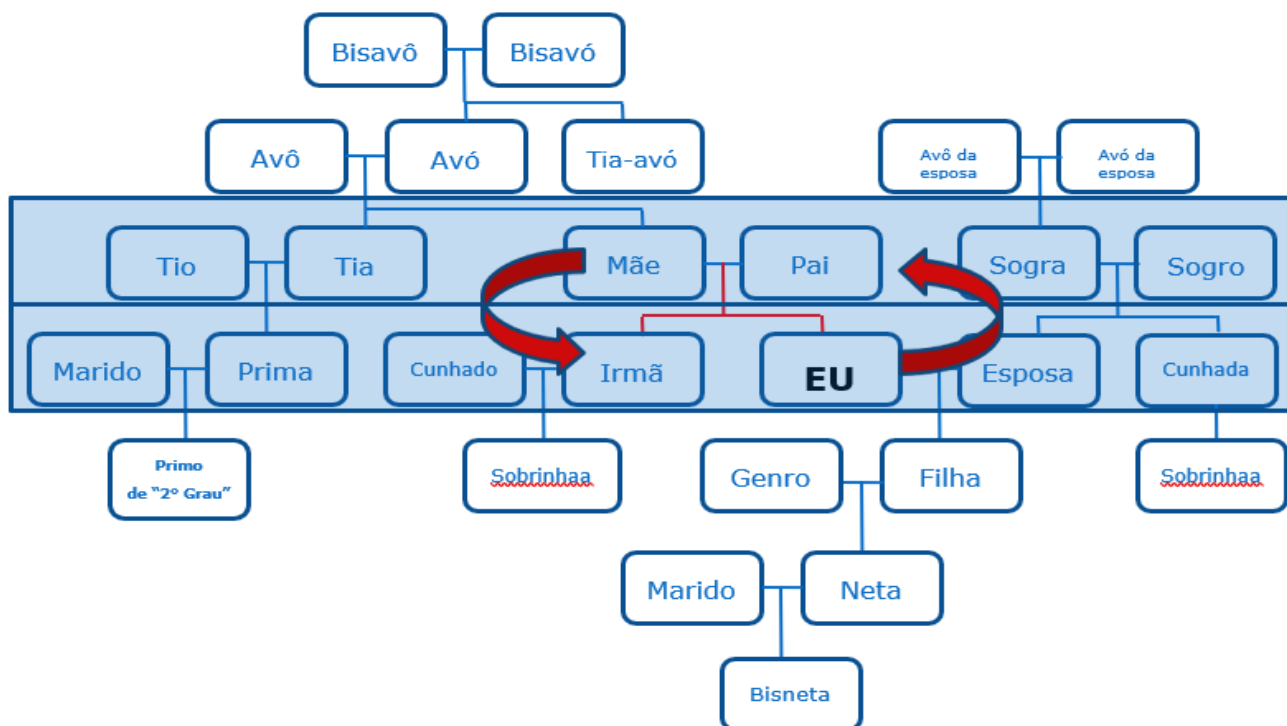 Bisavô
Bisavó
Avô
Avó
Tia-avó
Avô da
esposa
Avó da
esposa
Tio
Tia
Mãe
Pai
Sogra
Sogro
Marido
Prima
Cunhado
Irmã
EU
Esposa
Cunhada
Primo
de “2º Grau”
Sobrinhaa
Genro
Filha
Sobrinhaa
Marido
Neta
Bisneta